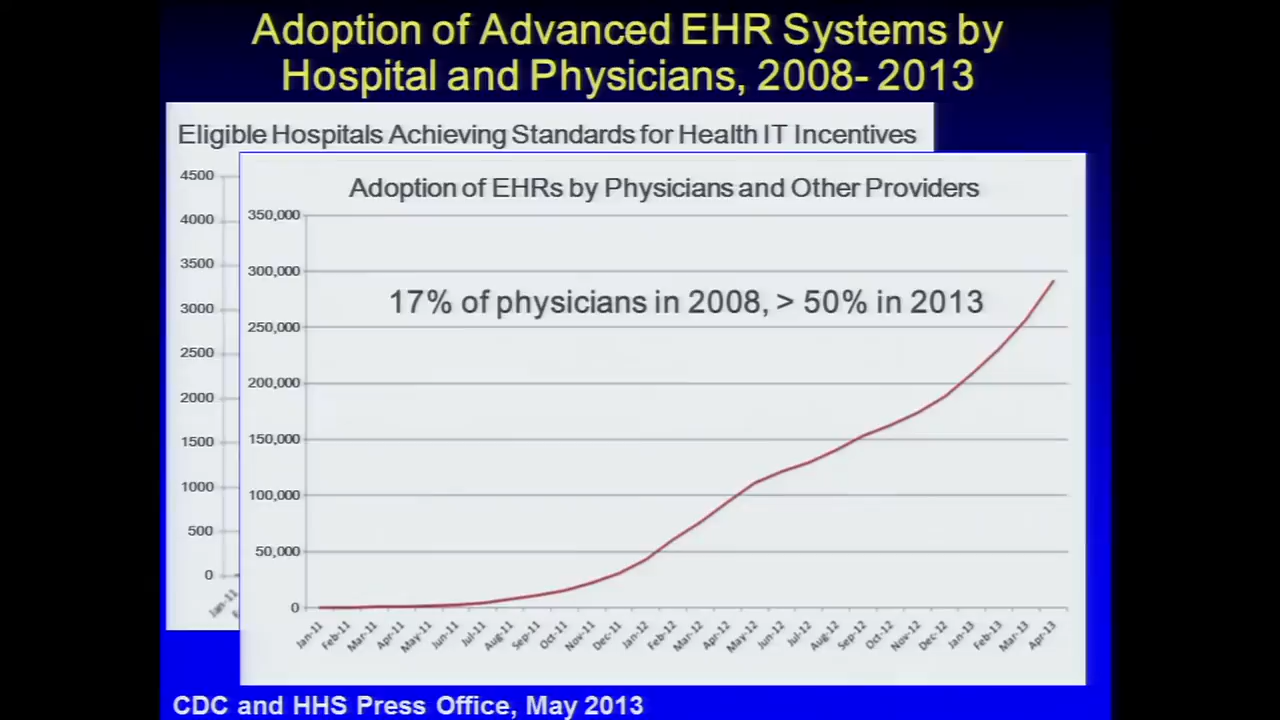 Adoption of Advanced EHR Systems by
Hospital and Physicians, 2008- 2013
Eligible Hospitals Achieving Standards for Health IT Incentives
4500
4000
3500
3000
2500
2000
1500
1000
500
0
Jan-11
Adoption of EHRs by Physicians and Other Providers
350,000
300,000
250,000
200,000
150,000
100,000
50,000
0
17% of physicians in 2008, > 50% in 2013
Jan-11
Feb-11
Mar-11
Apr-11
May-11
Jun-11
Jul-11
Aug-11
Sep-11
Oct-11
Nov-11
Dec-11
Jan-12
Feb-12
Mar-12
Apr-12
May-12
Jun-12
Jul-12
Aug-12
Sep-12
Oct-12
Nov-12
Dec-12
Jan-13
Feb-13
Mar-13
Apr-13
CDC and HHS Press Office, May 2013